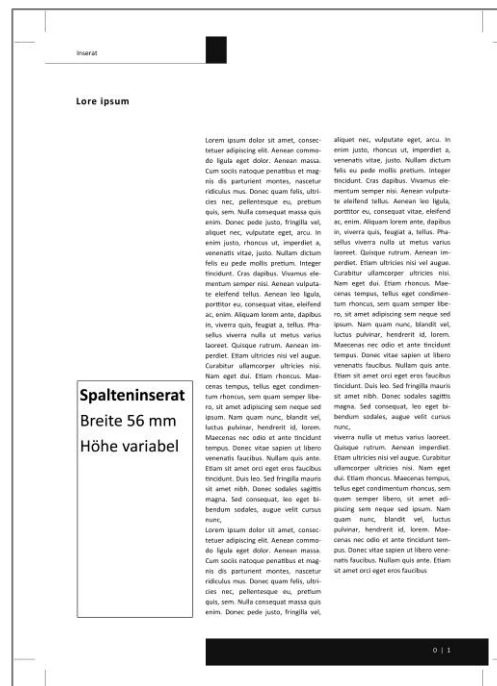 Inserat
Lore ipsum
Lorem ipsum dolor sit amet, consec-
tetuer adipiscing elit. Aenean commo-
do ligula eget dolor. Aenean massa.
Cum sociis natoque penatibus et mag-
nis dis parturient montes, nascetur
ridiculus mus. Donec quam felis, ultri-
cies nec, pellentesque eu, pretium
quis, sem. Nulla consequat massa quis
enim. Donec pede justo, fringilla vel,
aliquet nec, vulputate eget, arcu. In
enim justo, rhoncus ut, imperdiet a,
venenatis vitae, justo. Nullam dictum
felis eu pede mollis pretium. Integer
tincidunt. Cras dapibus. Vivamus ele-
mentum semper nisi. Aenean vulputa-
te eleifend tellus. Aenean leo ligula,
porttitor eu, consequat vitae, eleifend
ac, enim. Aliquam lorem ante, dapibus
in, viverra quis, feugiat a, tellus. Pha-
sellus viverra nulla ut metus varius
laoreet. Quisque rutrum. Aenean im-
perdiet. Etiam ultricies nisi vel augue.
Curabitur ullamcorper ultricies nisi.
Nam eget dui. Etiam rhoncus. Mae-
cenas tempus, tellus eget condimen-
tum rhoncus, sem quam semper libe-
ro, sit amet adipiscing sem neque sed
ipsum. Nam quam nunc, blandit vel,
luctus pulvinar, hendrerit id, lorem.
Maecenas nec odio et ante tincidunt
tempus. Donec vitae sapien ut libero
venenatis faucibus. Nullam quis ante.
Etiam sit amet orci eget eros faucibus
tincidunt. Duis leo. Sed fringilla mauris
sit amet nibh. Donec sodales sagittis
magna. Sed consequat, leo eget bi-
bendum sodales, augue velit cursus
nunc,
Lorem ipsum dolor sit amet, consec-
tetuer adipiscing elit. Aenean commo-
do ligula eget dolor. Aenean massa.
Cum sociis natoque penatibus et mag-
nis dis parturient montes, nascetur
ridiculus mus. Donec quam felis, ultri-
cies nec, pellentesque eu, pretium
quis, sem. Nulla consequat massa quis
enim. Donec pede justo, fringilla vel,
aliquet nec, vulputate eget, arcu. In
enim justo, rhoncus ut, imperdiet a,
venenatis vitae, justo. Nullam dictum
felis eu pede mollis pretium. Integer
tincidunt. Cras dapibus. Vivamus ele-
mentum semper nisi. Aenean vulputa-
te eleifend tellus. Aenean leo ligula,
porttitor eu, consequat vitae, eleifend
ac, enim. Aliquam lorem ante, dapibus
in, viverra quis, feugiat a, tellus. Pha-
sellus viverra nulla ut metus varius
laoreet. Quisque rutrum. Aenean im-
perdiet. Etiam ultricies nisi vel augue.
Curabitur ullamcorper ultricies nisi.
Nam eget dui. Etiam rhoncus. Mae-
cenas tempus, tellus eget condimen-
tum rhoncus, sem quam semper libe-
ro, sit amet adipiscing sem neque sed
ipsum. Nam quam nunc, blandit vel,
luctus pulvinar, hendrerit id, lorem.
Maecenas nec odio et ante tincidunt
tempus. Donec vitae sapien ut libero
venenatis faucibus. Nullam quis ante.
Etiam sit amet orci eget eros faucibus
tincidunt. Duis leo. Sed fringilla mauris
sit amet nibh. Donec sodales sagittis
magna. Sed consequat, leo eget bi-
bendum sodales, augue velit cursus
nunc,
viverra nulla ut metus varius laoreet.
Quisque rutrum. Aenean imperdiet.
Etiam ultricies nisi vel augue. Curabitur
ullamcorper ultricies nisi. Nam eget
dui. Etiam rhoncus. Maecenas tempus,
tellus eget condimentum rhoncus, sem
quam semper libero, sit amet adi-
piscing sem neque sed ipsum. Nam
quam nunc, blandit vel, luctus
pulvinar, hendrerit id, lorem. Mae-
cenas nec odio et ante tincidunt tem-
pus. Donec vitae sapien ut libero vene-
natis faucibus. Nullam quis ante. Etiam
sit amet orci eget eros faucibus
Spalteninserat
Breite 56 mm
Höhe variabel
0 | 1